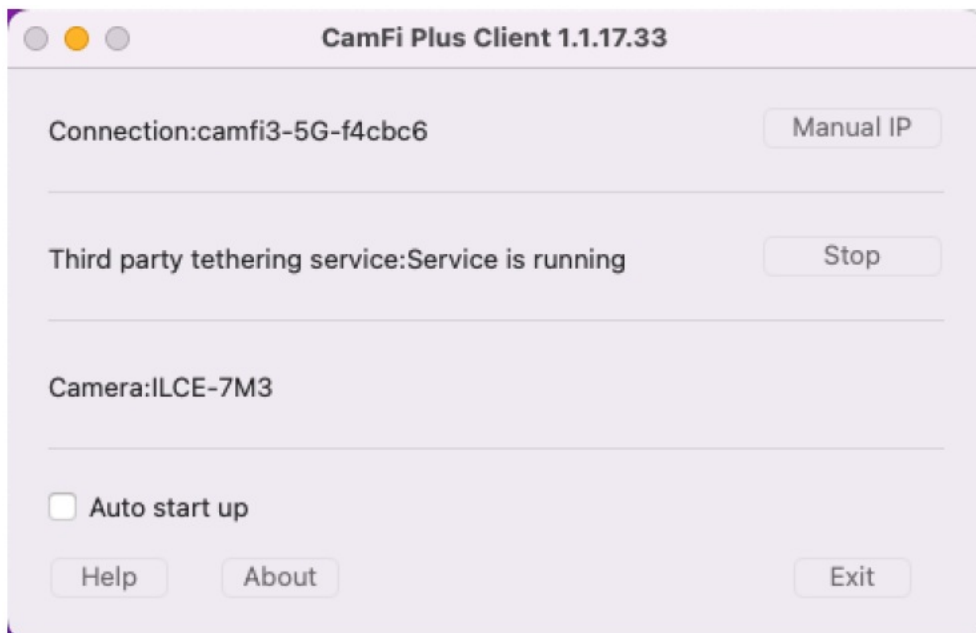 CamFi Plus Client 1.1.17.33
Connection:camfi3-5G-f4cbc6
Manual IP
Third party tethering service:Service is running
Stop
Camera:ILCE-7M3
Auto start up
Help
About
Exit